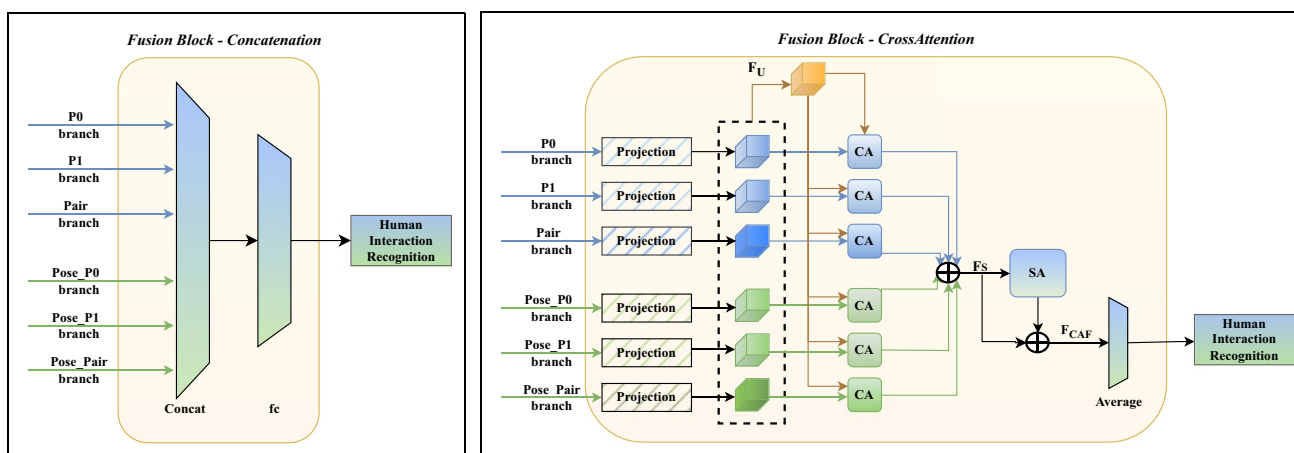 Fusion Block - Concatenation
P0
branch
P1
branch
Pair
branch
Pose_P0
branch
Pose_P1
branch
Pose_Pair
branch
Concat
fc
Human
Interaction
Recognition
Fusion Block - CrossAttention
FU
P0
branch
Projection
CA
P1
branch
Projection
CA
Pair
branch
Projection
CA
Pose_P0
branch
Projection
CA
Pose_P1
branch
Projection
CA
Pose_Pair
branch
Projection
CA
FS
SA
FCAF
Average
Human
Interaction
Recognition